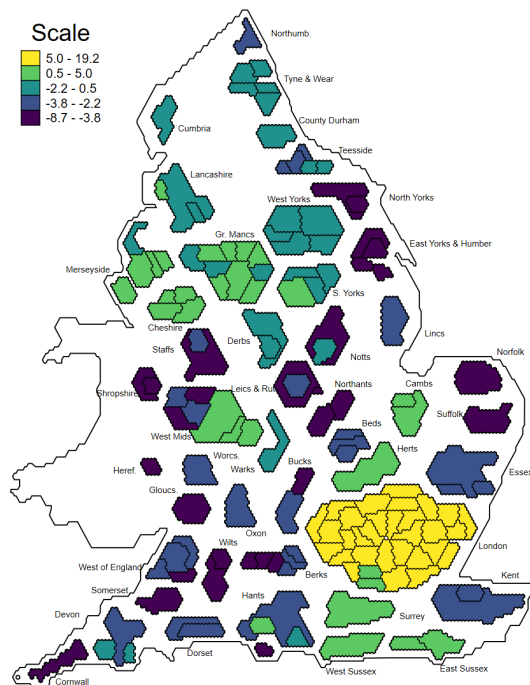 Scale
5.0 - 19.2
0.5 - 5.0
-2.2 - 0.5
-3.8 - -2.2
-8.7 - -3.8
Northumb.
Tyne & Wear
County Durham
Cumbria
Teesside
Lancashire
West Yorks
North Yorks
Gr. Mancs
East Yorks & Humber
Merseyside
S. Yorks
Cheshire
Derbs
Lincs
Staffs
Notts
Norfolk
Shropshire
Leics & Ru
Northants
Cambs
Suffolk
West Mids
Beds
Worcs.
Herts
Heref.
Warks
Bucks
Essex
Gloucs.
Oxon
Wilts
London
West of England
Berks
Kent
Somerset
Hants
Devon
Surrey
Dorset
West Sussex
East Sussex
Cornwall